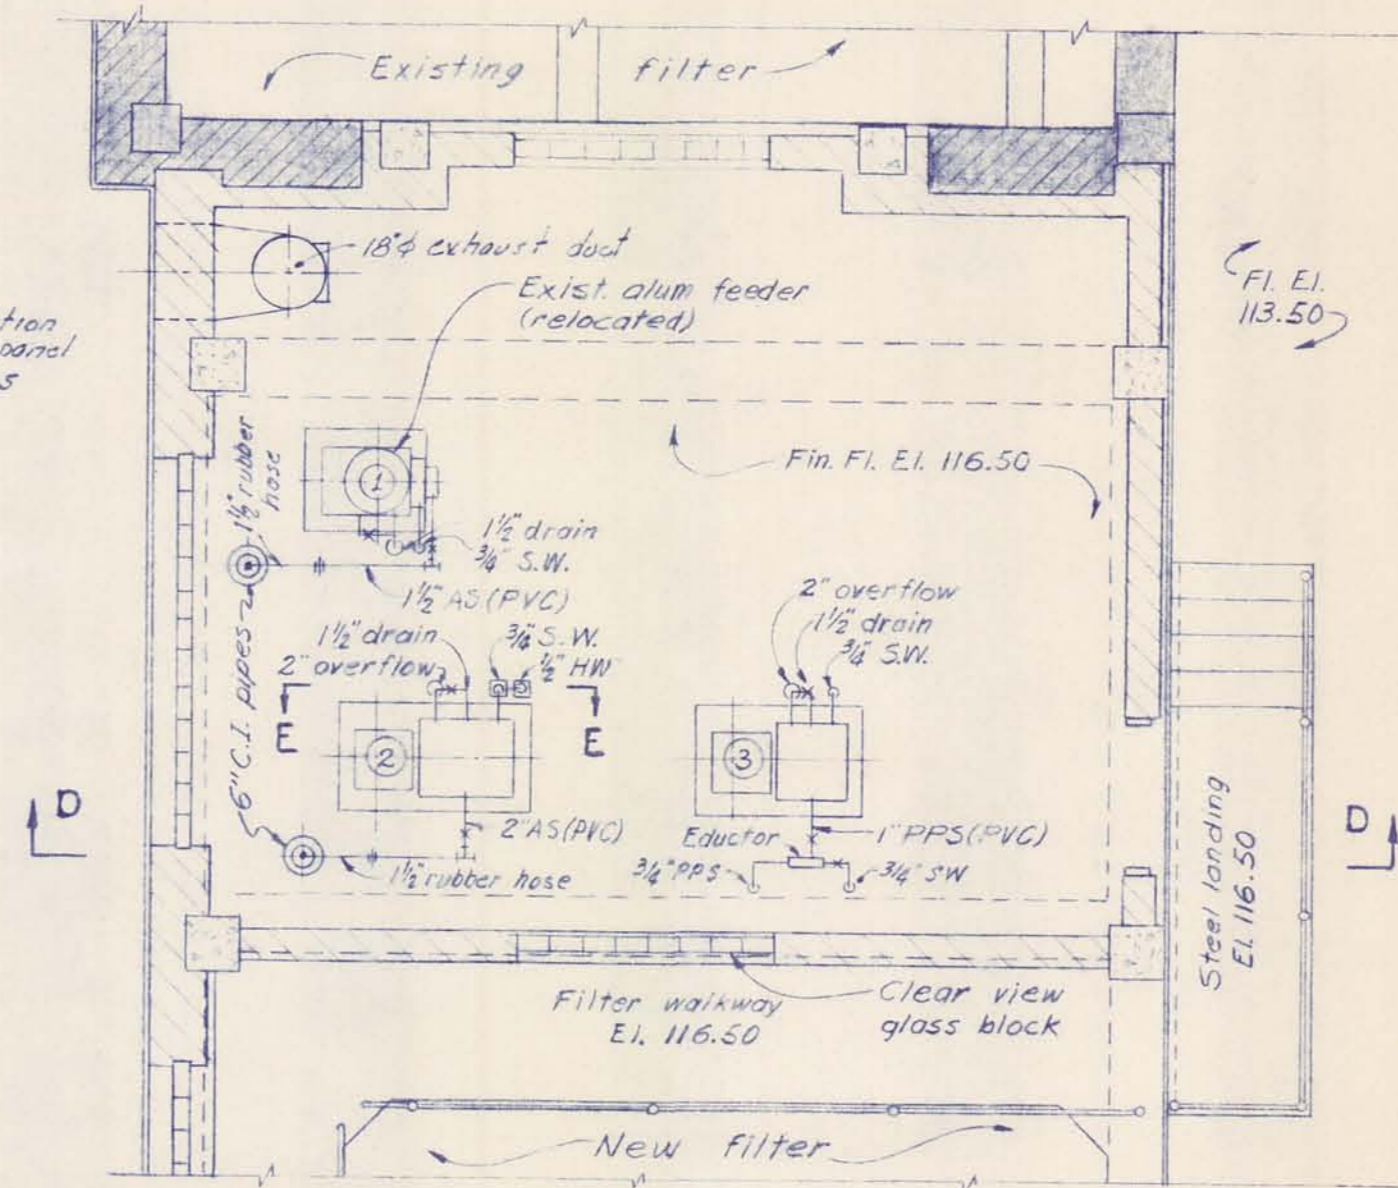 Existing filter
18"ϕ exhaust duct
Exist. alum feeder
(relocated)
Fl. El.
113.50
tion
panel
s
1½" rubber
hose
1
Fin. Fl. El. 116.50
1½" drain
¾" S.W.
1½" AS (PVC)
6" C.I. pipes
1½" drain
2" overflow
¾" S.W.
½" HW
E
E
2" overflow
1½" drain
¾" S.W.
2
3
D
D
2" AS (PVC)
1½" rubber hose
Eductor
1" PPS (PVC)
¾" PPS
¾" SW
Steel landing
El. 116.50
Filter walkway
El. 116.50
Clear view
glass block
New filter